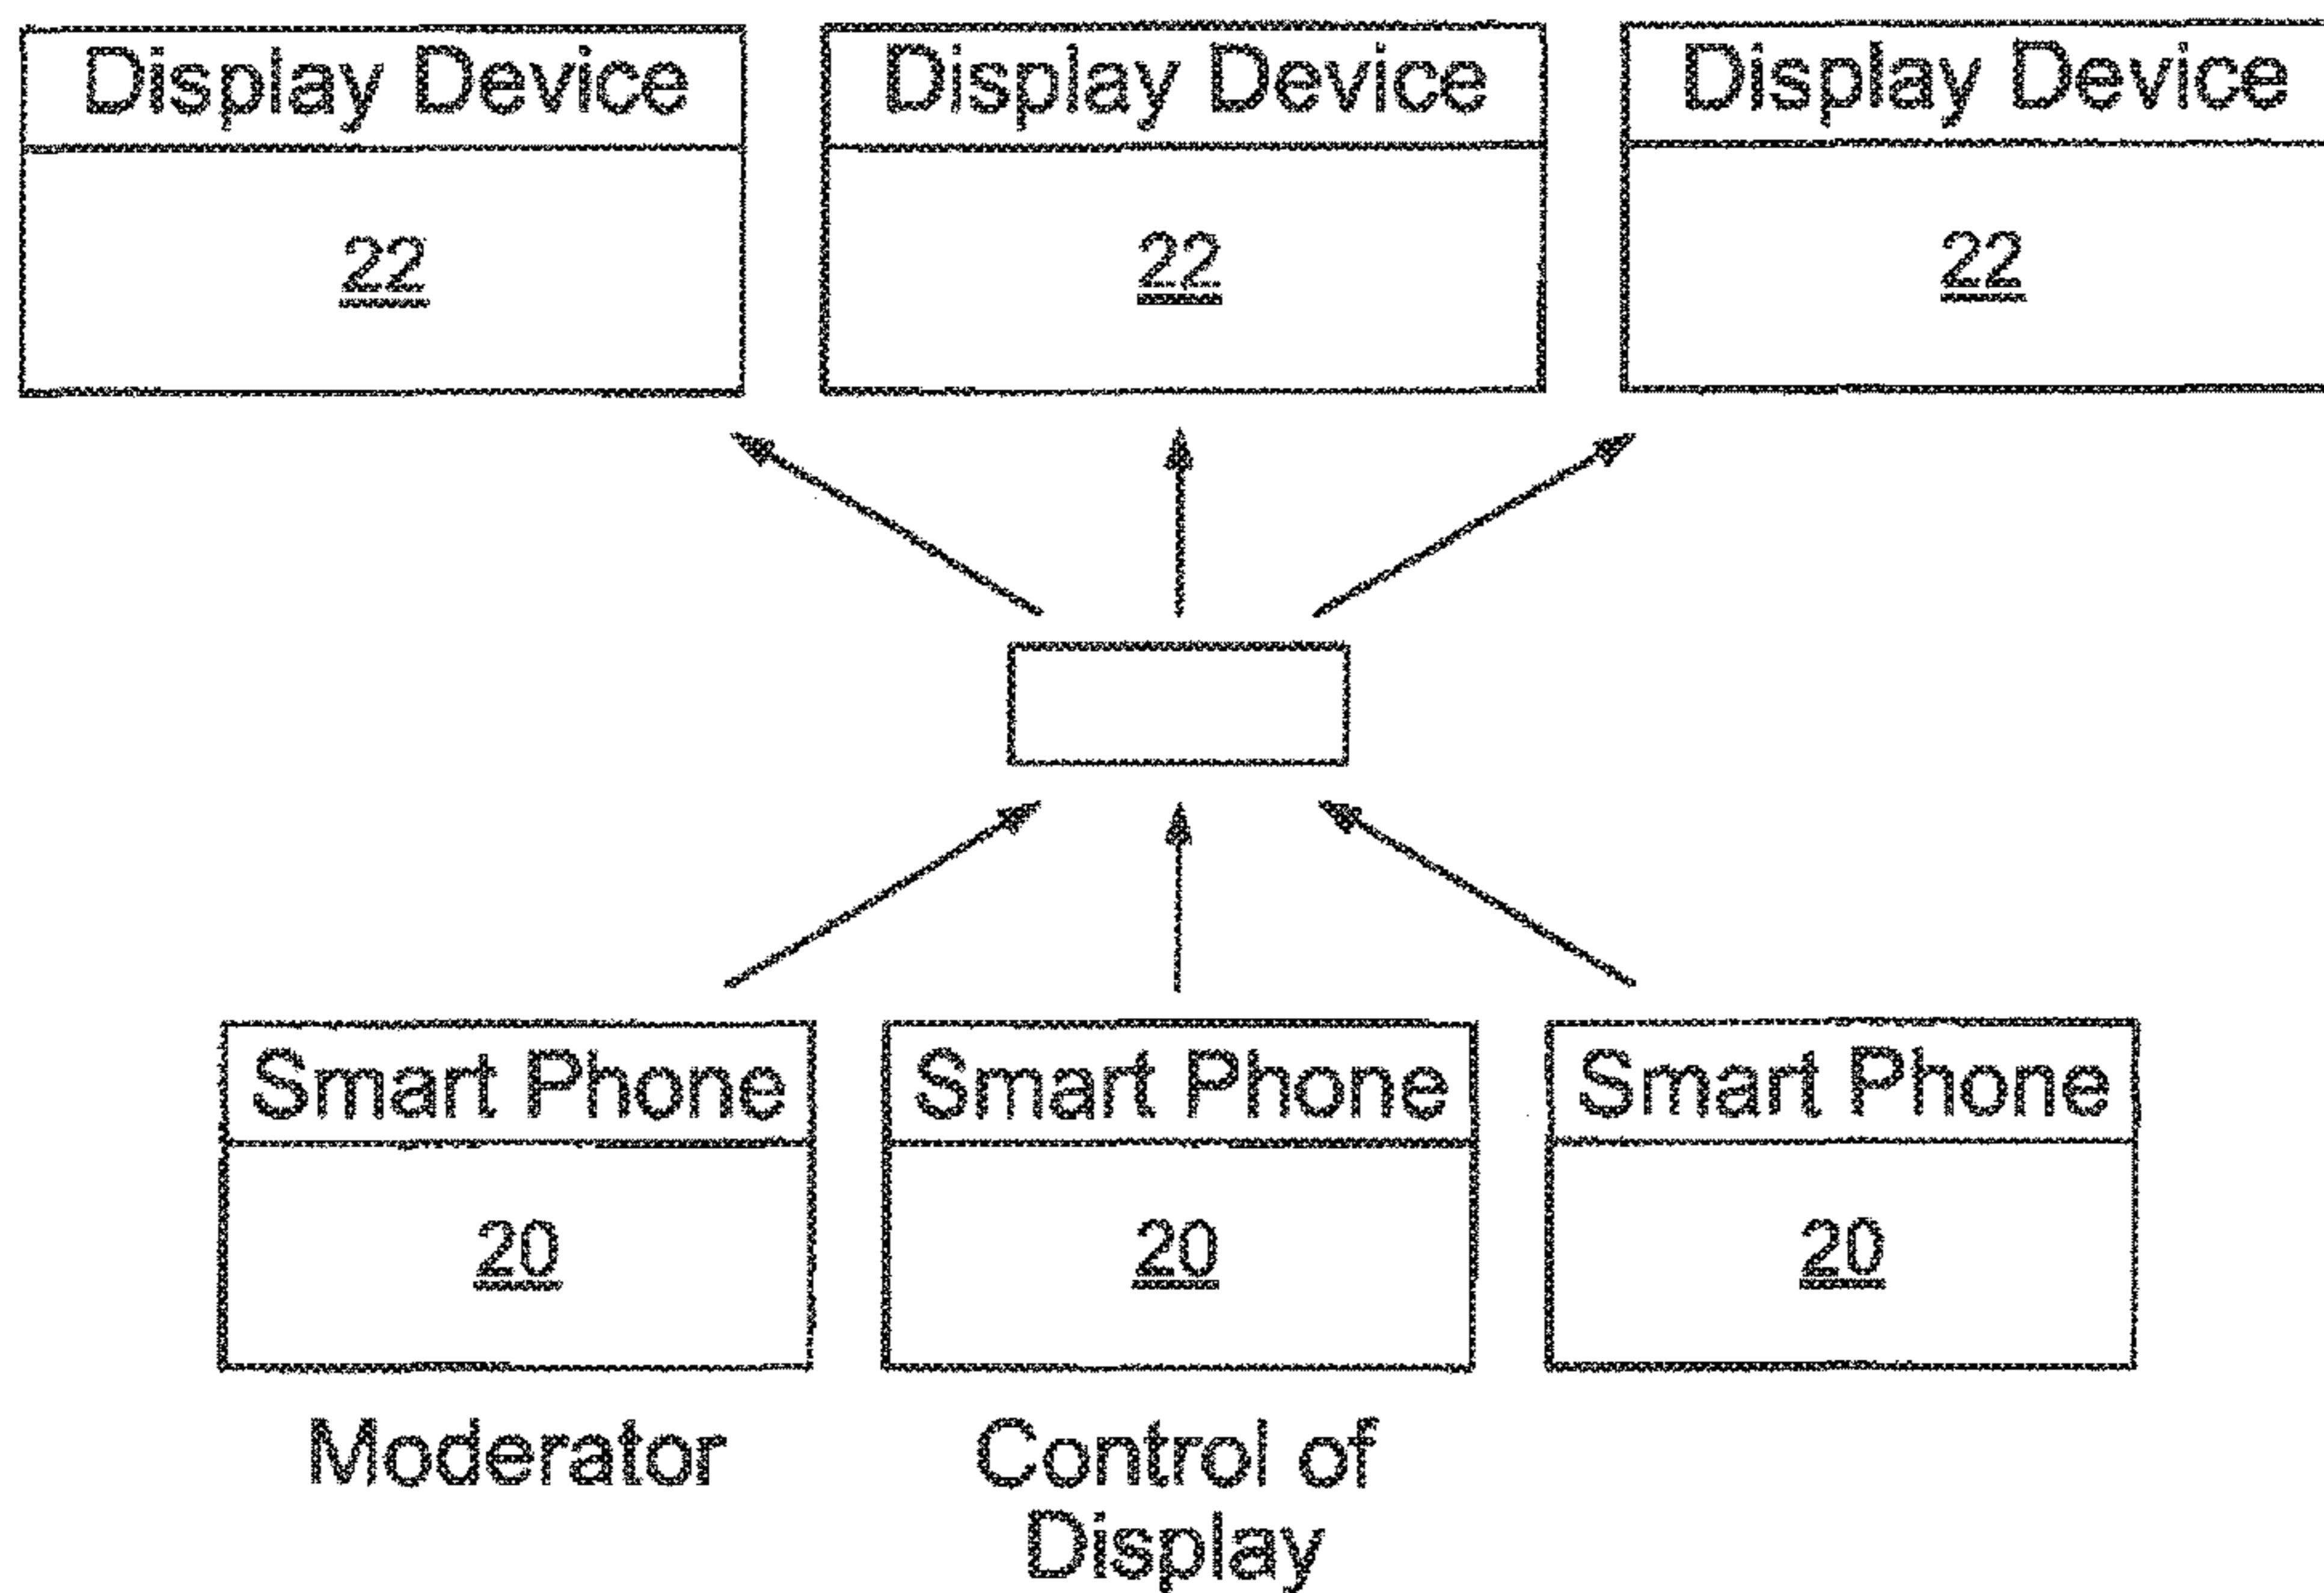 Display Device
Display Device
Display Device
22
22
22
Smart Phone
Smart Phone
Smart Phone
20
20
20
Moderator
Control of
Display